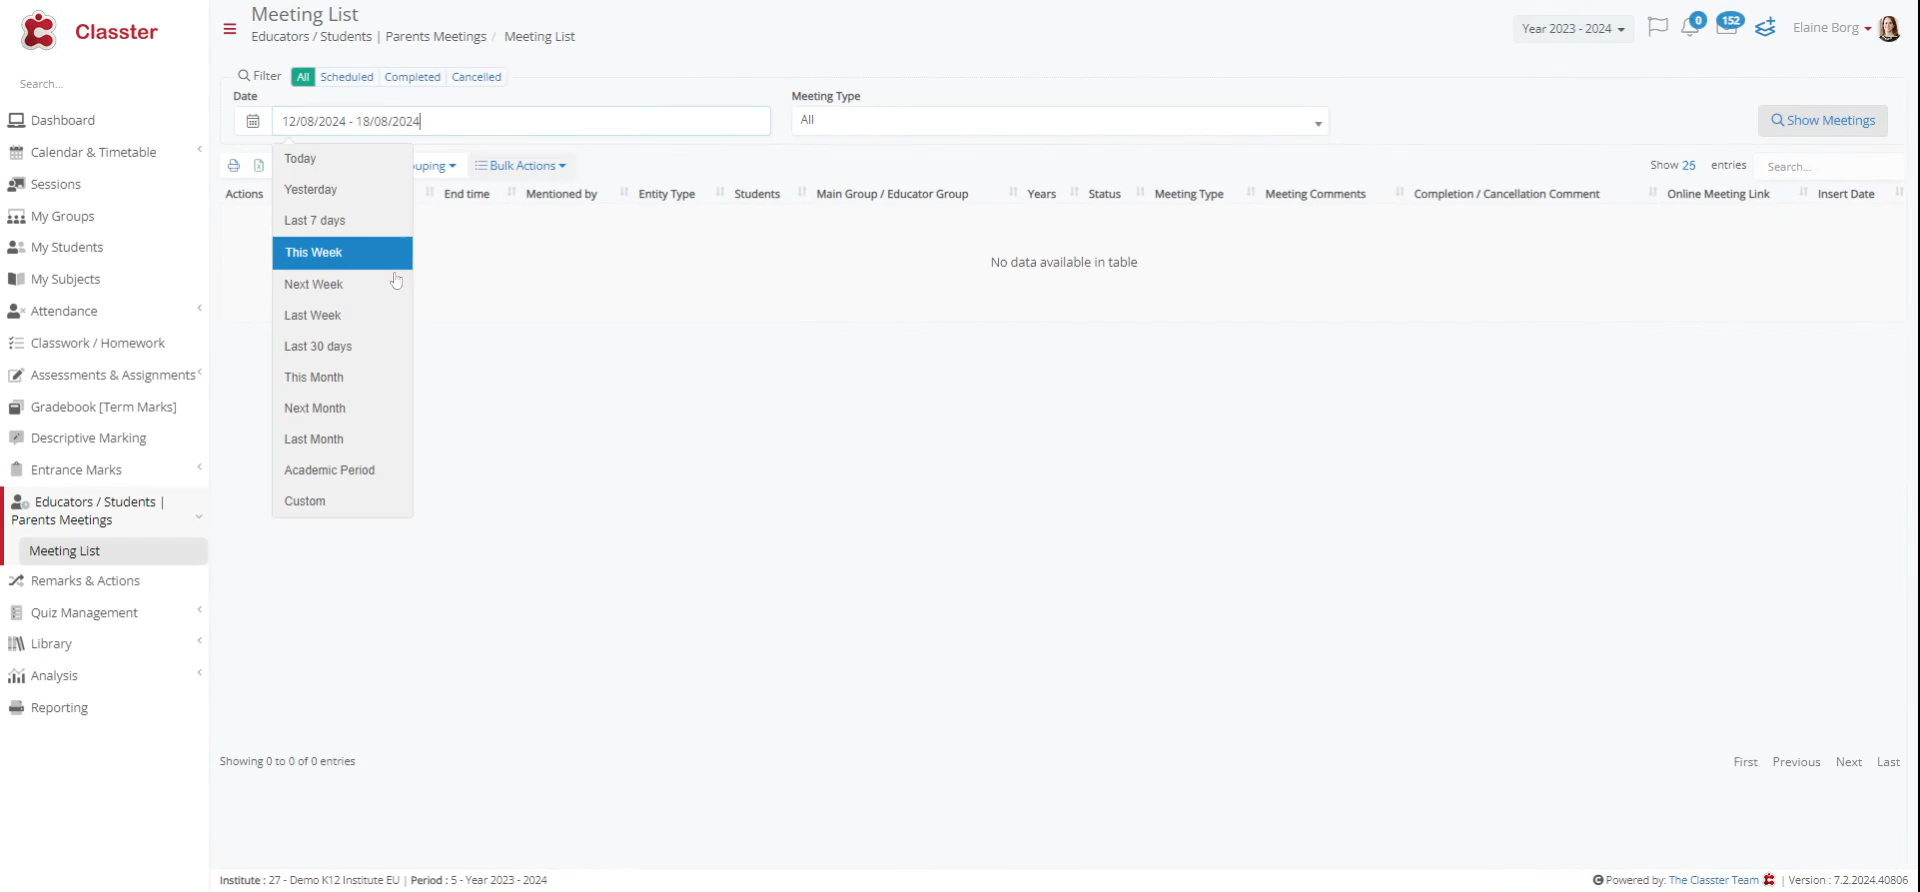 Classter
Search...
Dashboard
Calendar & Timetable
Sessions
My Groups
My Students
My Subjects
Attendance
Classwork / Homework
Assessments & Assignments
Gradebook [Term Marks]
Descriptive Marking
Entrance Marks
Educators / Students |
Parents Meetings
Meeting List
Remarks & Actions
Quiz Management
Library
Analysis
Reporting
Meeting List
Educators / Students | Parents Meetings / Meeting List
Year 2023 - 2024
0
152
Elaine Borg
Filter All Scheduled Completed Cancelled
Date
12/08/2024 - 18/08/2024
Meeting Type
All
Show Meetings
Today
Yesterday
Last 7 days
This Week
Next Week
Last Week
Last 30 days
This Month
Next Month
Last Month
Academic Period
Custom
uping Bulk Actions
Show 25 entries
Search...
Actions End time Mentioned by Entity Type Students Main Group / Educator Group Years Status Meeting Type Meeting Comments Completion / Cancellation Comment Online Meeting Link Insert Date
No data available in table
Showing 0 to 0 of 0 entries
First Previous Next Last
Institute : 27 - Demo K12 Institute EU | Period : 5 - Year 2023 - 2024
Powered by: The Classter Team | Version : 7.2.2024.40806